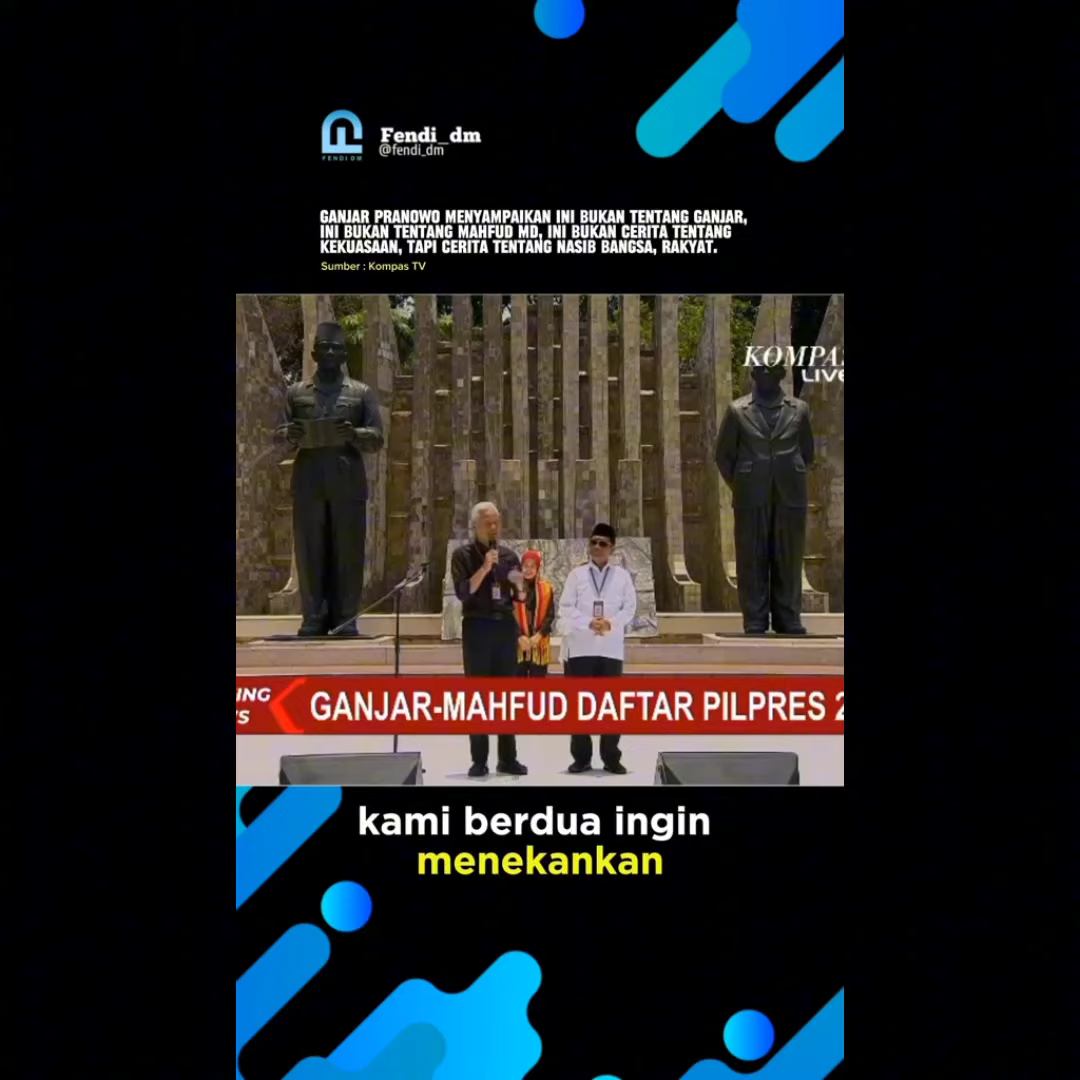 FENDI DM
Fendi_dm
@fendi_dm
GANJAR PRANOWO MENYAMPAIKAN INI BUKAN TENTANG GANJAR,
INI BUKAN TENTANG MAHFUD MD, INI BUKAN CERITA TENTANG
KEKUASAAN, TAPI CERITA TENTANG NASIB BANGSA, RAKYAT.
Sumber : Kompas TV
KOMPAS
LIVE
GANJAR-MAHFUD DAFTAR PILPRES 2
kami berdua ingin
menekankan